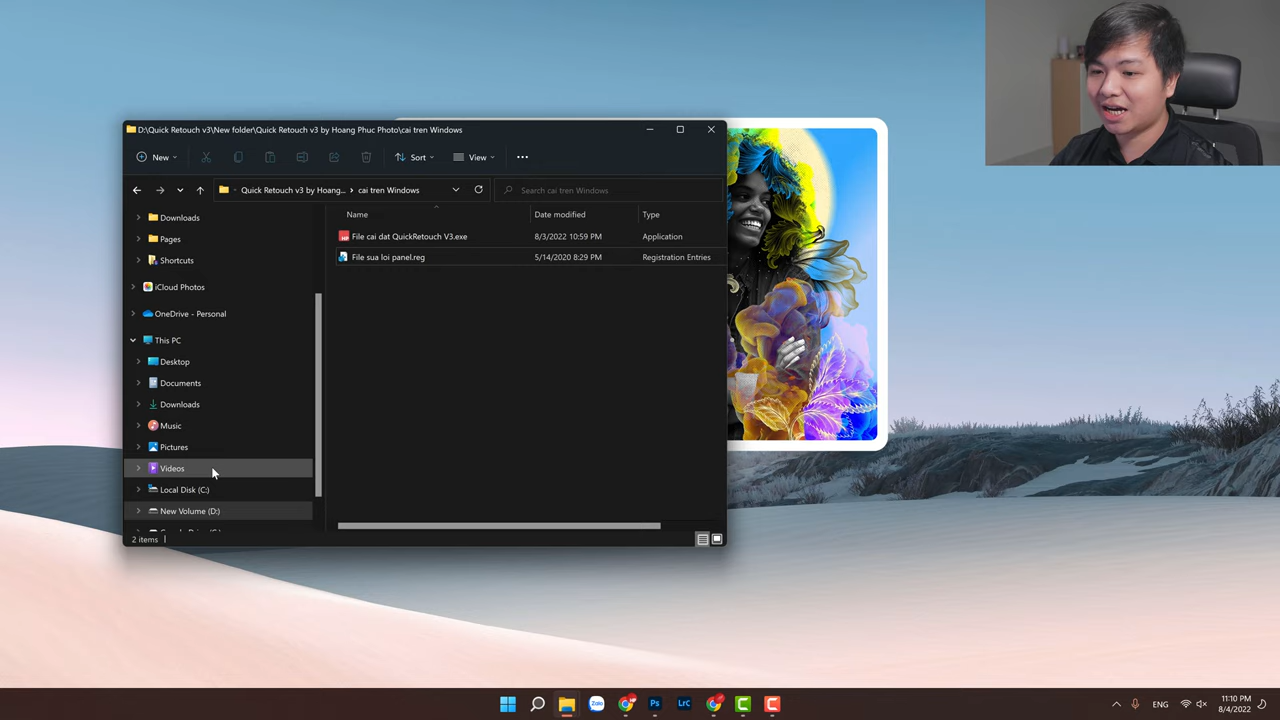 D:\Quick Retouch v3\New folder\Quick Retouch v3 by Hoang Phuc Photo\cai tren Windows
New
Sort
View
Quick Retouch v3 by Hoang... > cai tren Windows
Search cai tren Windows
Name
Date modified
Type
File cai dat QuickRetouch V3.exe
8/3/2022 10:59 PM
Application
File sua loi panel.reg
5/14/2020 8:29 PM
Registration Entries
Downloads
Pages
Shortcuts
iCloud Photos
OneDrive - Personal
This PC
Desktop
Documents
Downloads
Music
Pictures
Videos
Local Disk (C:)
New Volume (D:)
2 items
Zalo
Ps
LrC
ENG
11:10 PM
8/4/2022